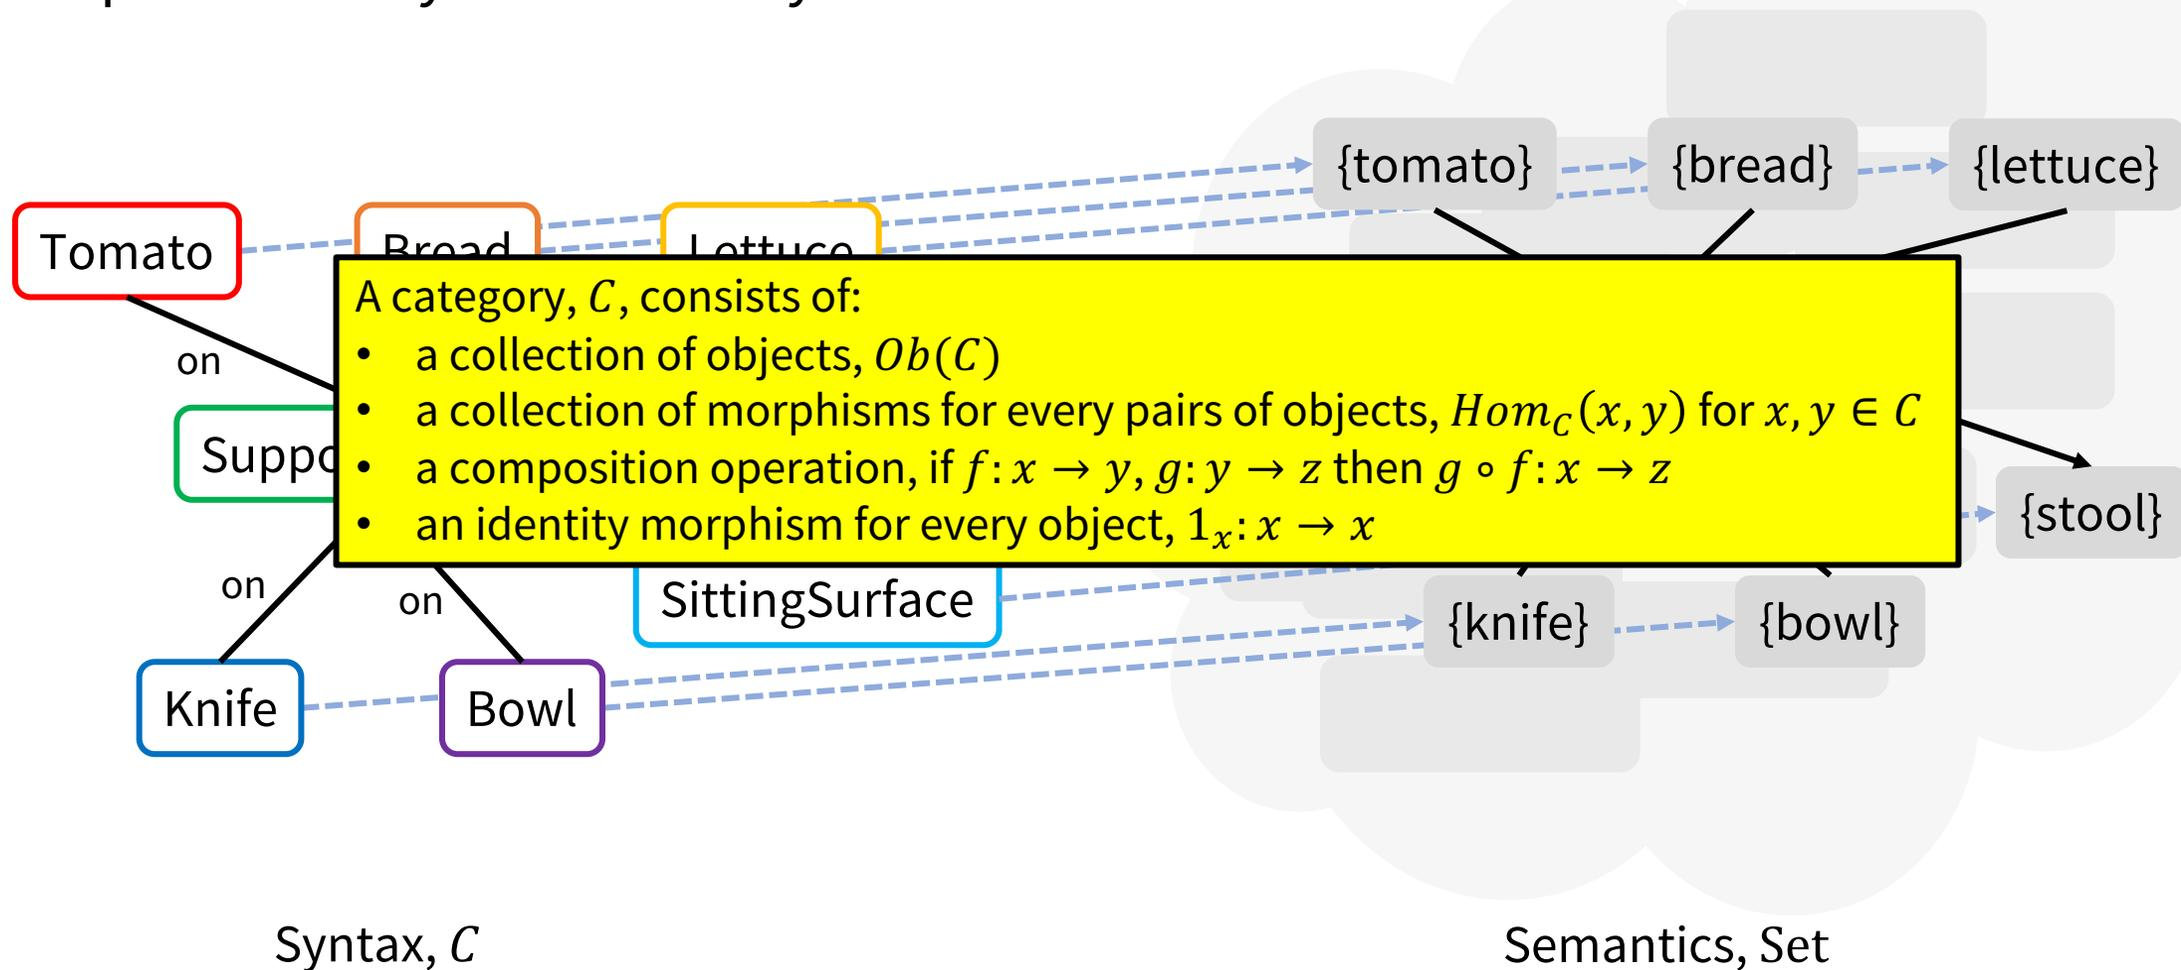 {tomato} {bread} {lettuce}
Tomato Bread Lettuce
A category, C, consists of:
• a collection of objects, Ob(C)
on
• a collection of morphisms for every pairs of objects, Hom_C(x, y) for x, y ∈ C
• a composition operation, if f: x → y, g: y → z then g ∘ f: x → z
{stool}
• an identity morphism for every object, 1_x: x → x
on on SittingSurface {knife} {bowl}
Knife Bowl
Syntax, C Semantics, Set